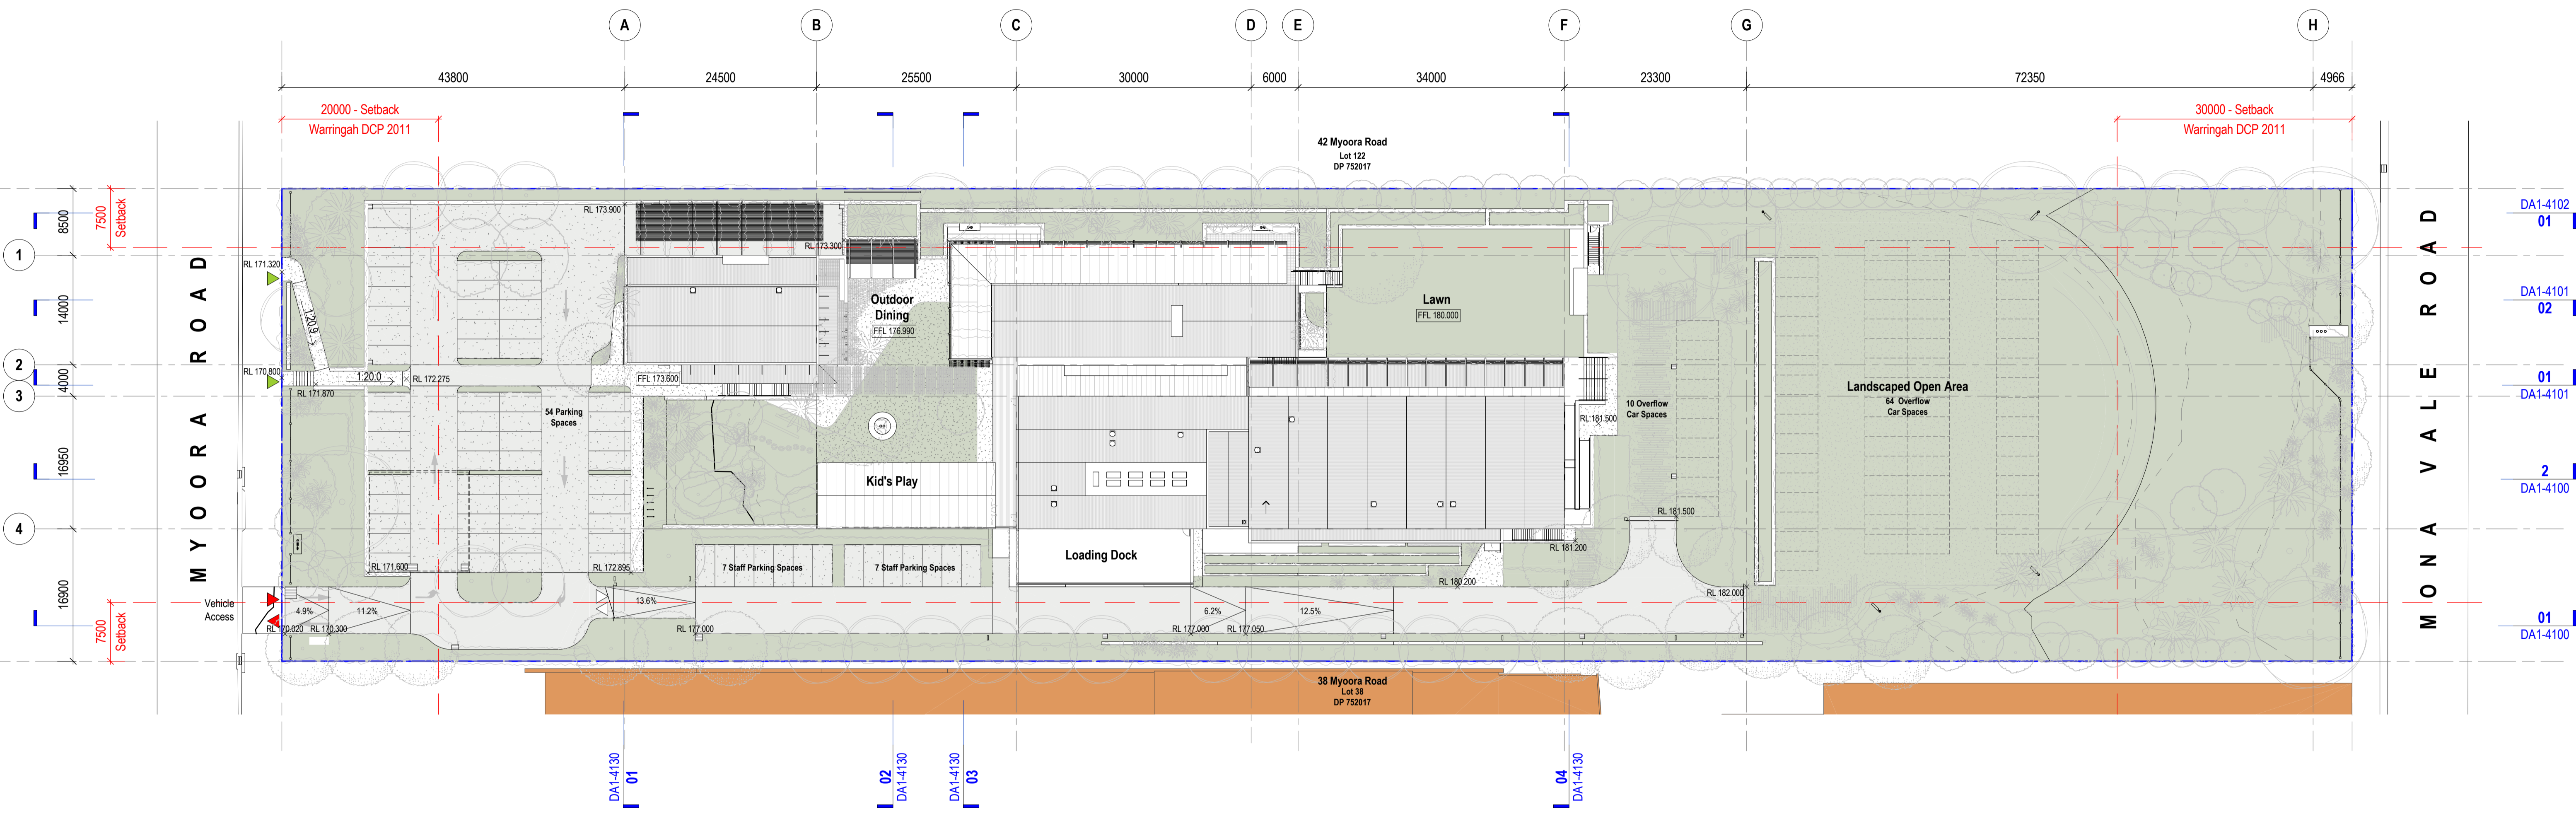 A
B
C
D
E
F
G
H
43800
24500
25500
30000
6000
34000
23300
72350
4966
20000 - Setback
Warringah DCP 2011
30000 - Setback
Warringah DCP 2011
42 Myoora Road
Lot 122
DP 752017
8500
7500
Setback
1
14000
2
4000
3
16950
4
16900
7500
Setback
MYOORA ROAD
MONA VALE ROAD
DA1-4102
01
DA1-4101
02
01
DA1-4101
2
DA1-4100
01
DA1-4100
RL 173.900
RL 173.300
RL 171.320
1:20.9
RL 170.800
1:20.0
RL 172.275
RL 171.870
FFL 173.600
Outdoor
Dining
FFL 176.990
Lawn
FFL 180.000
54 Parking
Spaces
Kid's Play
RL 181.500
10 Overflow
Car Spaces
Landscaped Open Area
64 Overflow
Car Spaces
RL 181.500
RL 181.200
Loading Dock
7 Staff Parking Spaces
7 Staff Parking Spaces
RL 171.600
RL 172.895
RL 180.200
RL 182.000
Vehicle
Access
4.9%
11.2%
13.6%
6.2%
12.5%
RL 170.020
RL 170.300
RL 177.000
RL 177.000
RL 177.050
38 Myoora Road
Lot 38
DP 752017
DA1-4130
01
02
DA1-4130
DA1-4130
03
04
DA1-4130